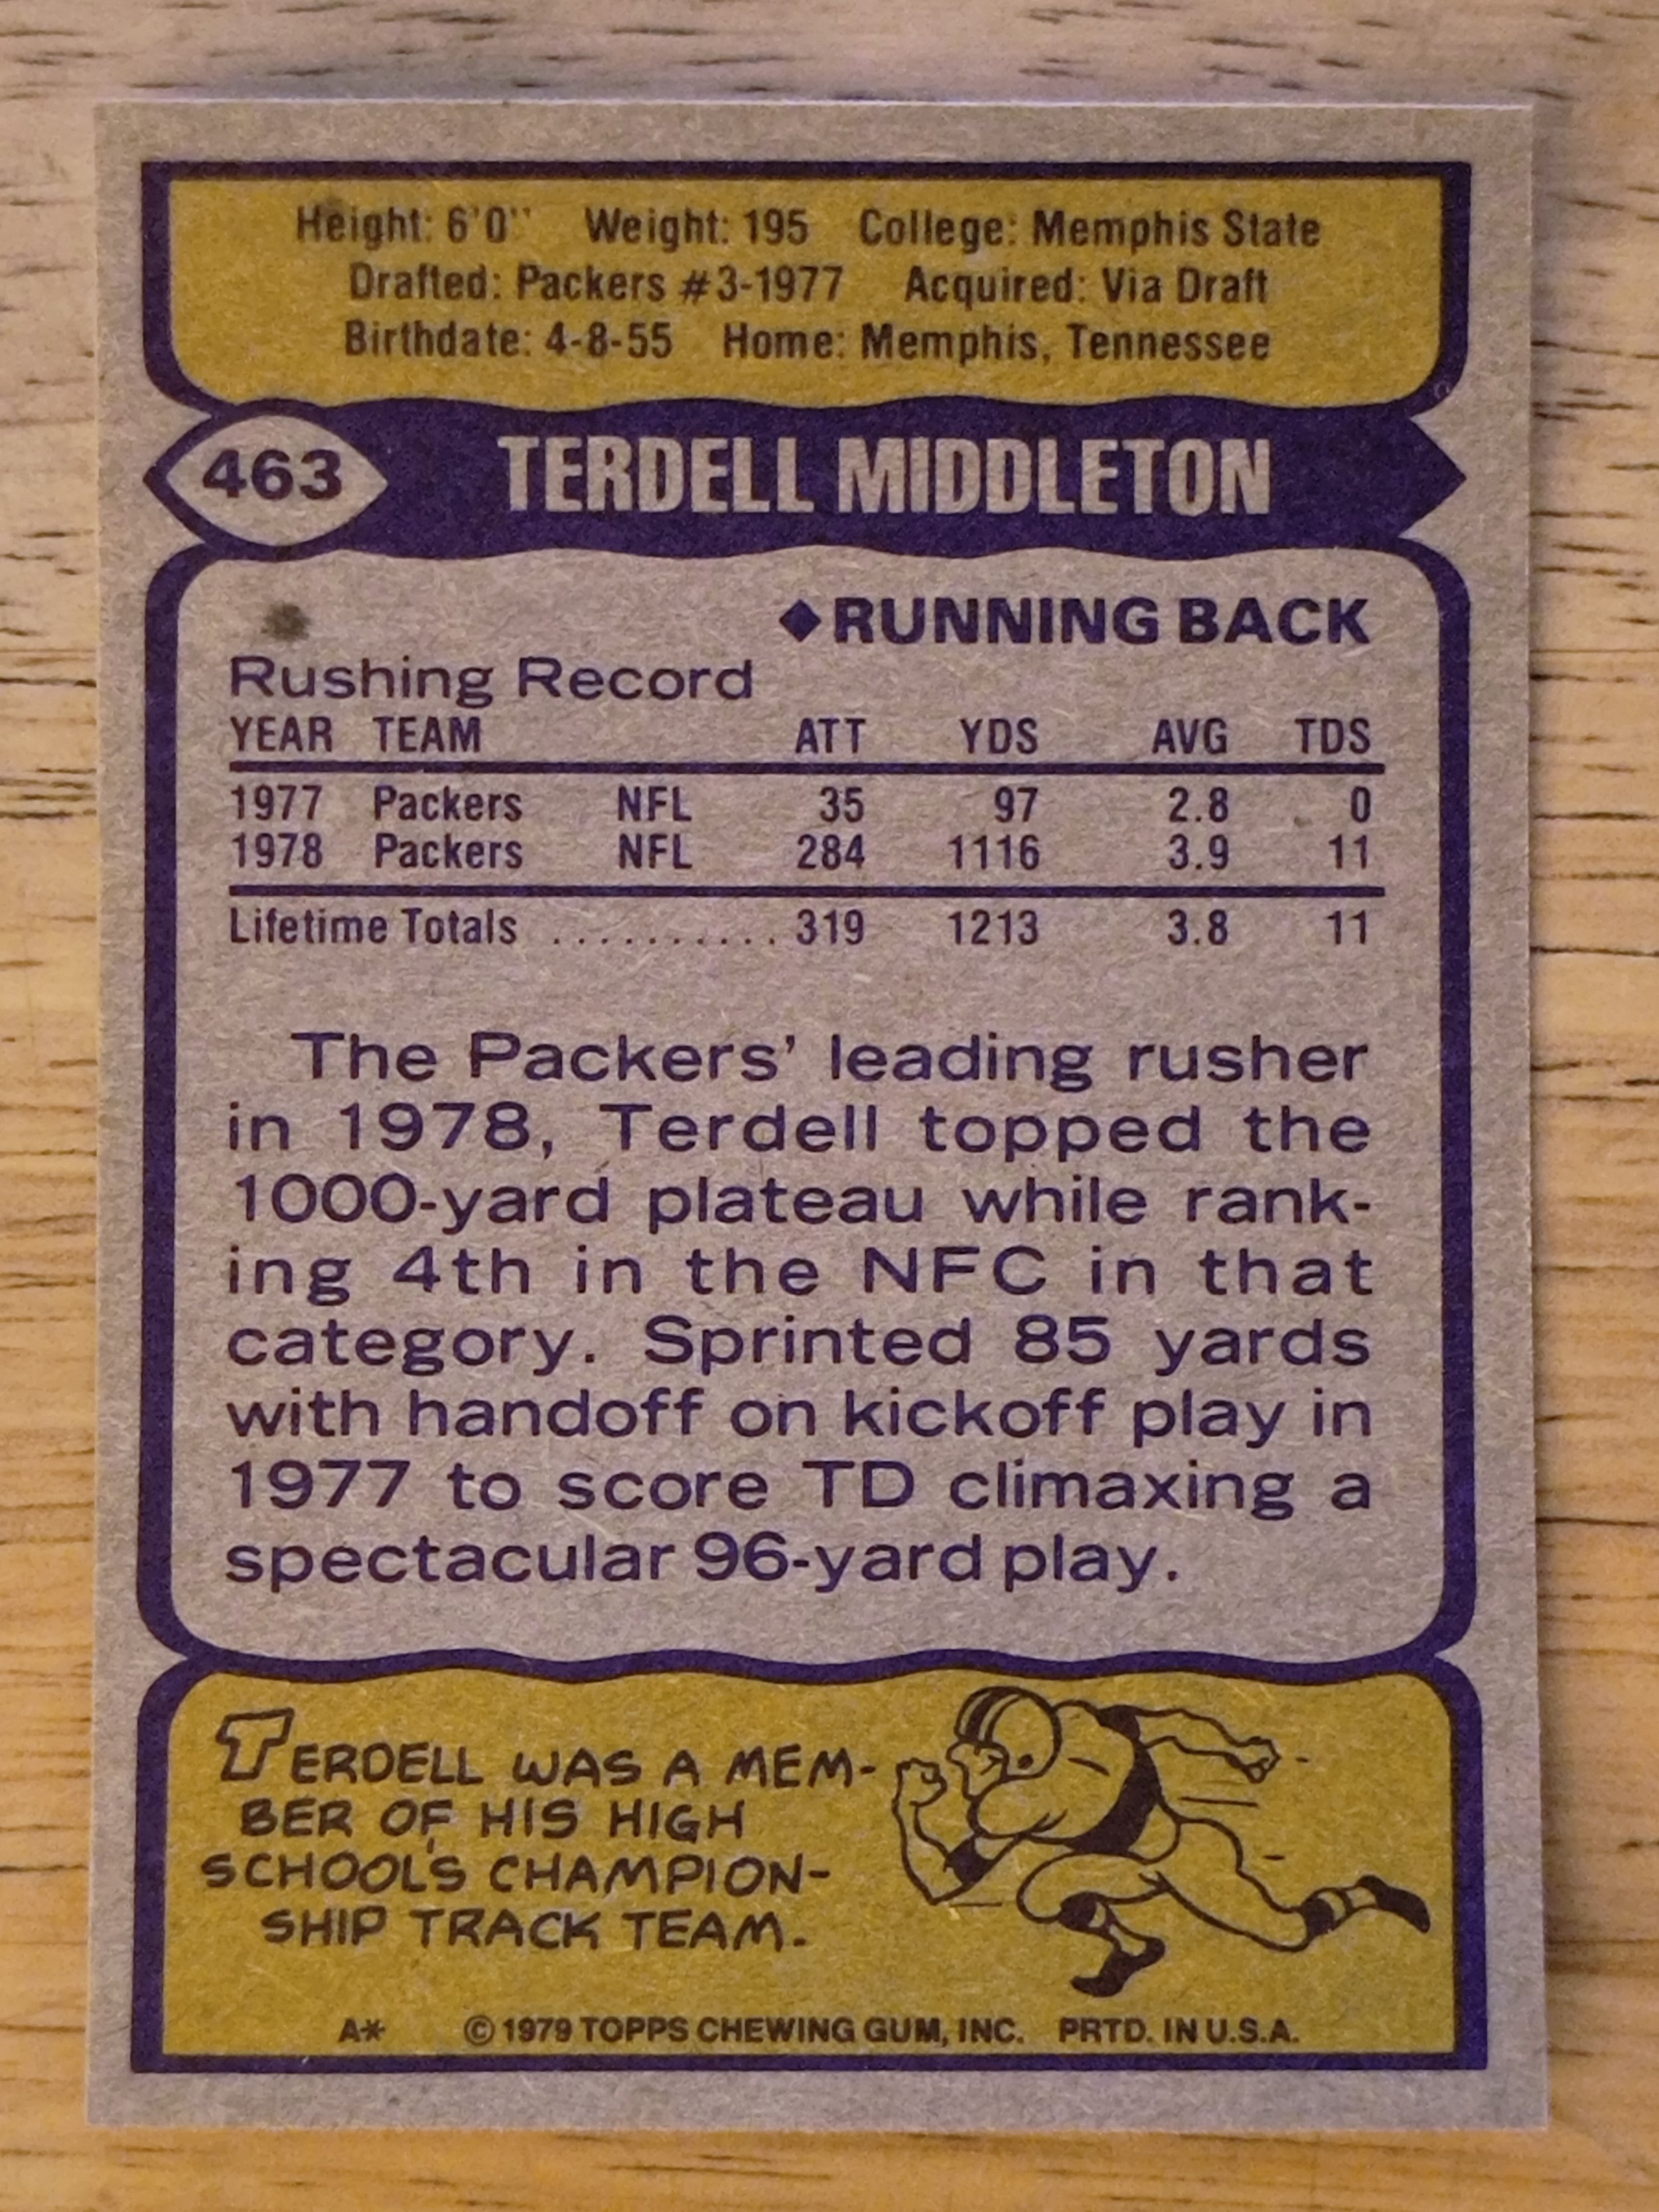 Height: 6'0" Weight: 195 College: Memphis State
Drafted: Packers #3-1977 Acquired: Via Draft
Birthdate: 4-8-55 Home: Memphis, Tennessee
463 TERDELL MIDDLETON
◆RUNNING BACK
Rushing Record
YEAR TEAM ATT YDS AVG TDS
1977 Packers NFL 35 97 2.8 0
1978 Packers NFL 284 1116 3.9 11
Lifetime Totals .......... 319 1213 3.8 11
The Packers' leading rusher
in 1978, Terdell topped the
1000-yard plateau while rank-
ing 4th in the NFC in that
category. Sprinted 85 yards
with handoff on kickoff play in
1977 to score TD climaxing a
spectacular 96-yard play.
TERDELL WAS A MEM-
BER OF HIS HIGH
SCHOOL'S CHAMPION-
SHIP TRACK TEAM.
A* © 1979 TOPPS CHEWING GUM, INC. PRTD. IN U.S.A.